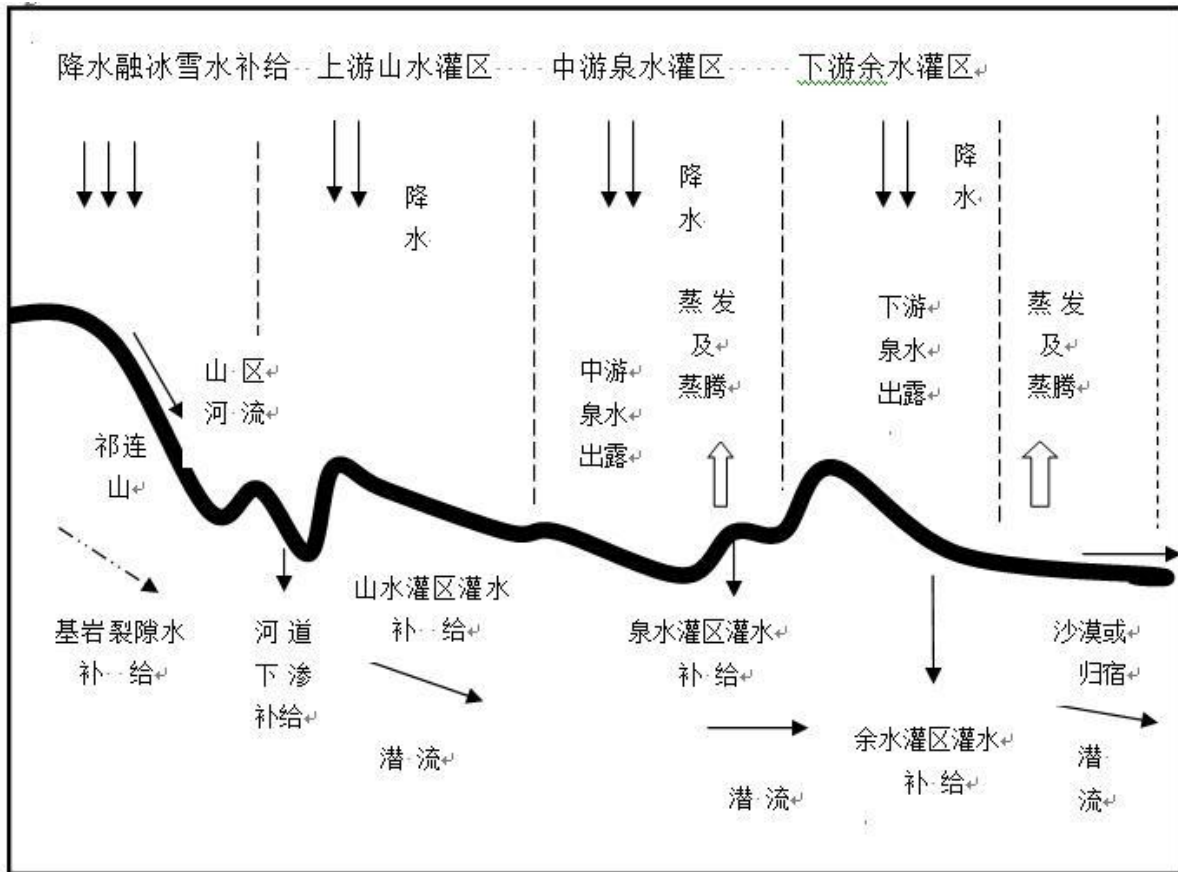 降水融冰雪水补给 上游山水灌区 中游泉水灌区 下游余水灌区
降
水
降
水
降
水
蒸发
及
蒸腾
下游
泉水
出露
蒸发
及
蒸腾
山区
河流
中游
泉水
出露
祁连
山
山水灌区灌水
补给
基岩裂隙水
补给
河道
下渗
补给
泉水灌区灌水
补给
沙漠或
归宿
潜流
余水灌区灌水
补给
潜流
潜
流